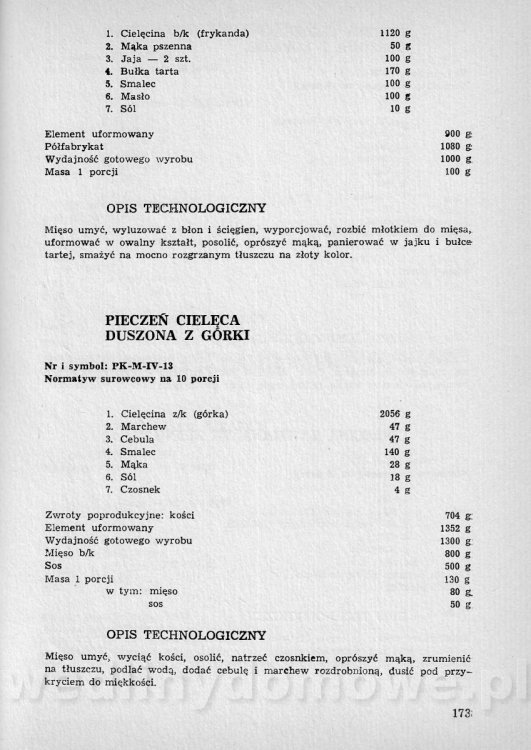 1. Cielęcina b/k (frykanda) 1120 g
2. Mąka pszenna 50 g
3. Jaja — 2 szt. 100 g
4. Bułka tarta 170 g
5. Smalec 100 g
6. Masło 100 g
7. Sól 10 g
Element uformowany 900 g
Półfabrykat 1080 g
Wydajność gotowego wyrobu 1000 g
Masa 1 porcji 100 g
OPIS TECHNOLOGICZNY
Mięso umyć, wyluzować z błon i ścięgien, wyporcjować, rozbić młotkiem do mięsa,
uformować w owalny kształt, posolić, oprószyć mąką, panierować w jajku i bułce
tartej, smażyć na mocno rozgrzanym tłuszczu na złoty kolor.
PIECZEŃ CIELĘCA
DUSZONA Z GÓRKI
Nr i symbol: PK-M-IV-13
Normatyw surowcowy na 10 porcji
1. Cielęcina z/k (górka) 2056 g
2. Marchew 47 g
3. Cebula 47 g
4. Smalec 140 g
5. Mąka 28 g
6. Sól 18 g
7. Czosnek 4 g
Zwroty poprodukcyjne: kości 704 g
Element uformowany 1352 g
Wydajność gotowego wyrobu 1300 g
Mięso b/k 800 g
Sos 500 g
Masa 1 porcji 130 g
w tym: mięso 80 g
sos 50 g
OPIS TECHNOLOGICZNY
Mięso umyć, wyciąć kości, osolić, natrzeć czosnkiem, oprószyć mąką, zrumienić
na tłuszczu, podlać wodą, dodać cebulę i marchew rozdrobnioną, dusić pod przy-
kryciem do miękkości.
wedlinydomowe.pl
173